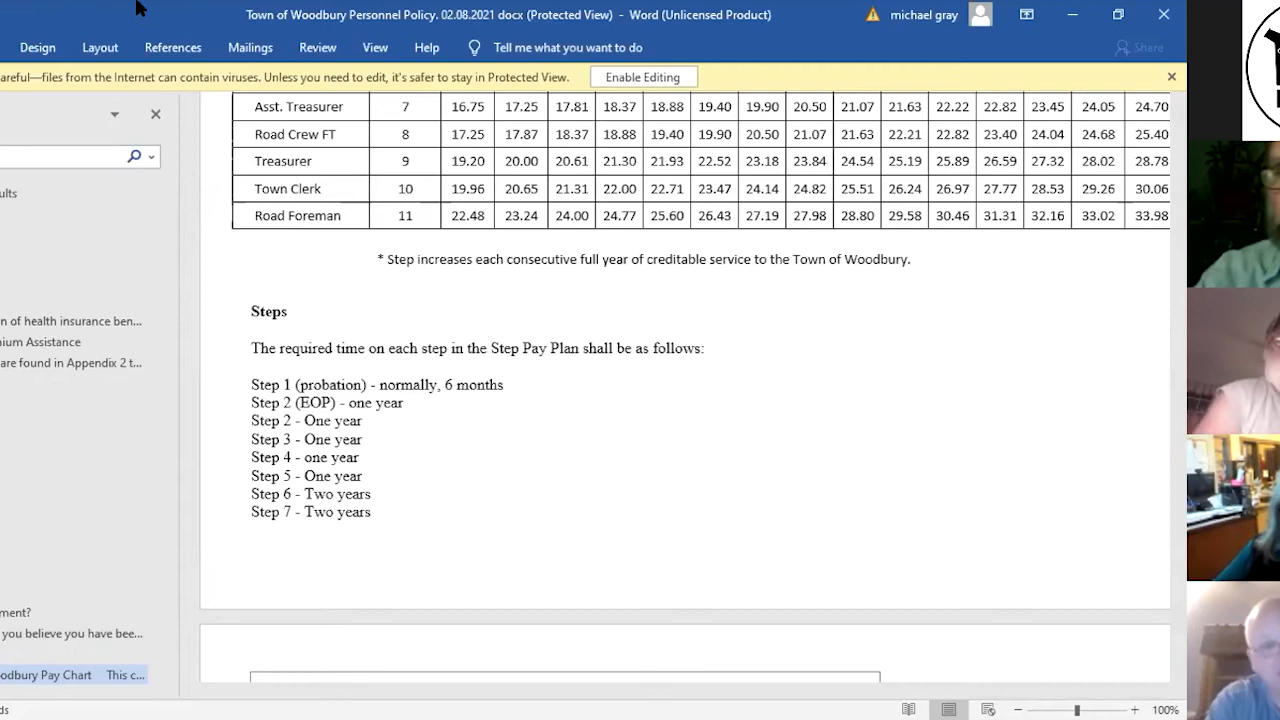 Town of Woodbury Personnel Policy. 02.08.2021 docx (Protected View) - Word (Unlicensed Product)
michael gray
Design Layout References Mailings Review View Help Tell me what you want to do Share
areful—files from the Internet can contain viruses. Unless you need to edit, it's safer to stay in Protected View. Enable Editing
Asst. Treasurer 7 16.75 17.25 17.81 18.37 18.88 19.40 19.90 20.50 21.07 21.63 22.22 22.82 23.45 24.05 24.70
Road Crew FT 8 17.25 17.87 18.37 18.88 19.40 19.90 20.50 21.07 21.63 22.21 22.82 23.40 24.04 24.68 25.40
Treasurer 9 19.20 20.00 20.61 21.30 21.93 22.52 23.18 23.84 24.54 25.19 25.89 26.59 27.32 28.02 28.78
Town Clerk 10 19.96 20.65 21.31 22.00 22.71 23.47 24.14 24.82 25.51 26.24 26.97 27.77 28.53 29.26 30.06
Road Foreman 11 22.48 23.24 24.00 24.77 25.60 26.43 27.19 27.98 28.80 29.58 30.46 31.31 32.16 33.02 33.98
* Step increases each consecutive full year of creditable service to the Town of Woodbury.
Steps
The required time on each step in the Step Pay Plan shall be as follows:
Step 1 (probation) - normally, 6 months
Step 2 (EOP) - one year
Step 2 - One year
Step 3 - One year
Step 4 - one year
Step 5 - One year
Step 6 - Two years
Step 7 - Two years
ults
n of health insurance ben...
nium Assistance
are found in Appendix 2 t...
ment?
you believe you have bee...
odbury Pay Chart This c...
ds
100%